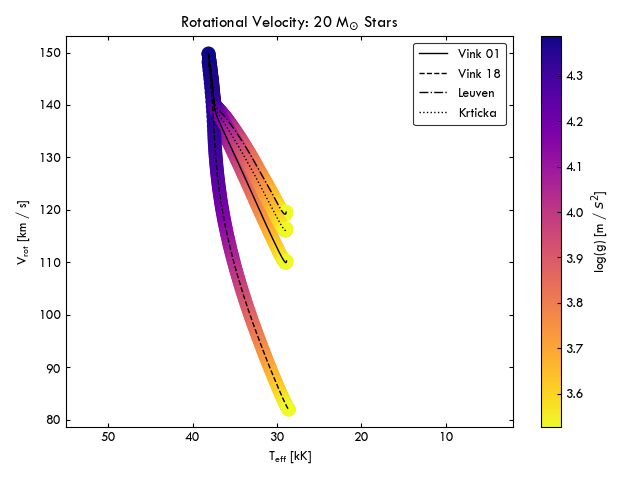 Rotational Velocity: 20 M⊙ Stars
Vink 01
Vink 18
Leuven
Krticka
150
140
130
120
110
100
90
80
V_rot [km / s]
50
40
30
20
10
T_eff [kK]
4.3
4.2
4.1
4.0
3.9
3.8
3.7
3.6
log(g) [m / s²]